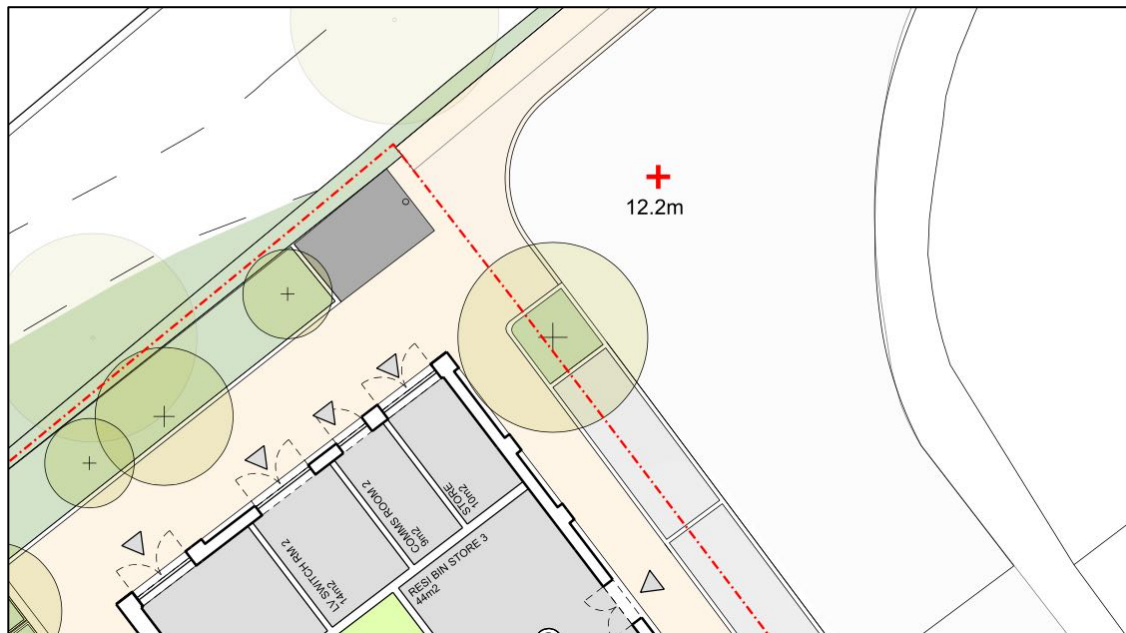 12.2m
STORE
10m2
COMMS ROOM 2
9m2
LV SWITCH RM 2
14m2
RESI BIN STORE 3
44m2